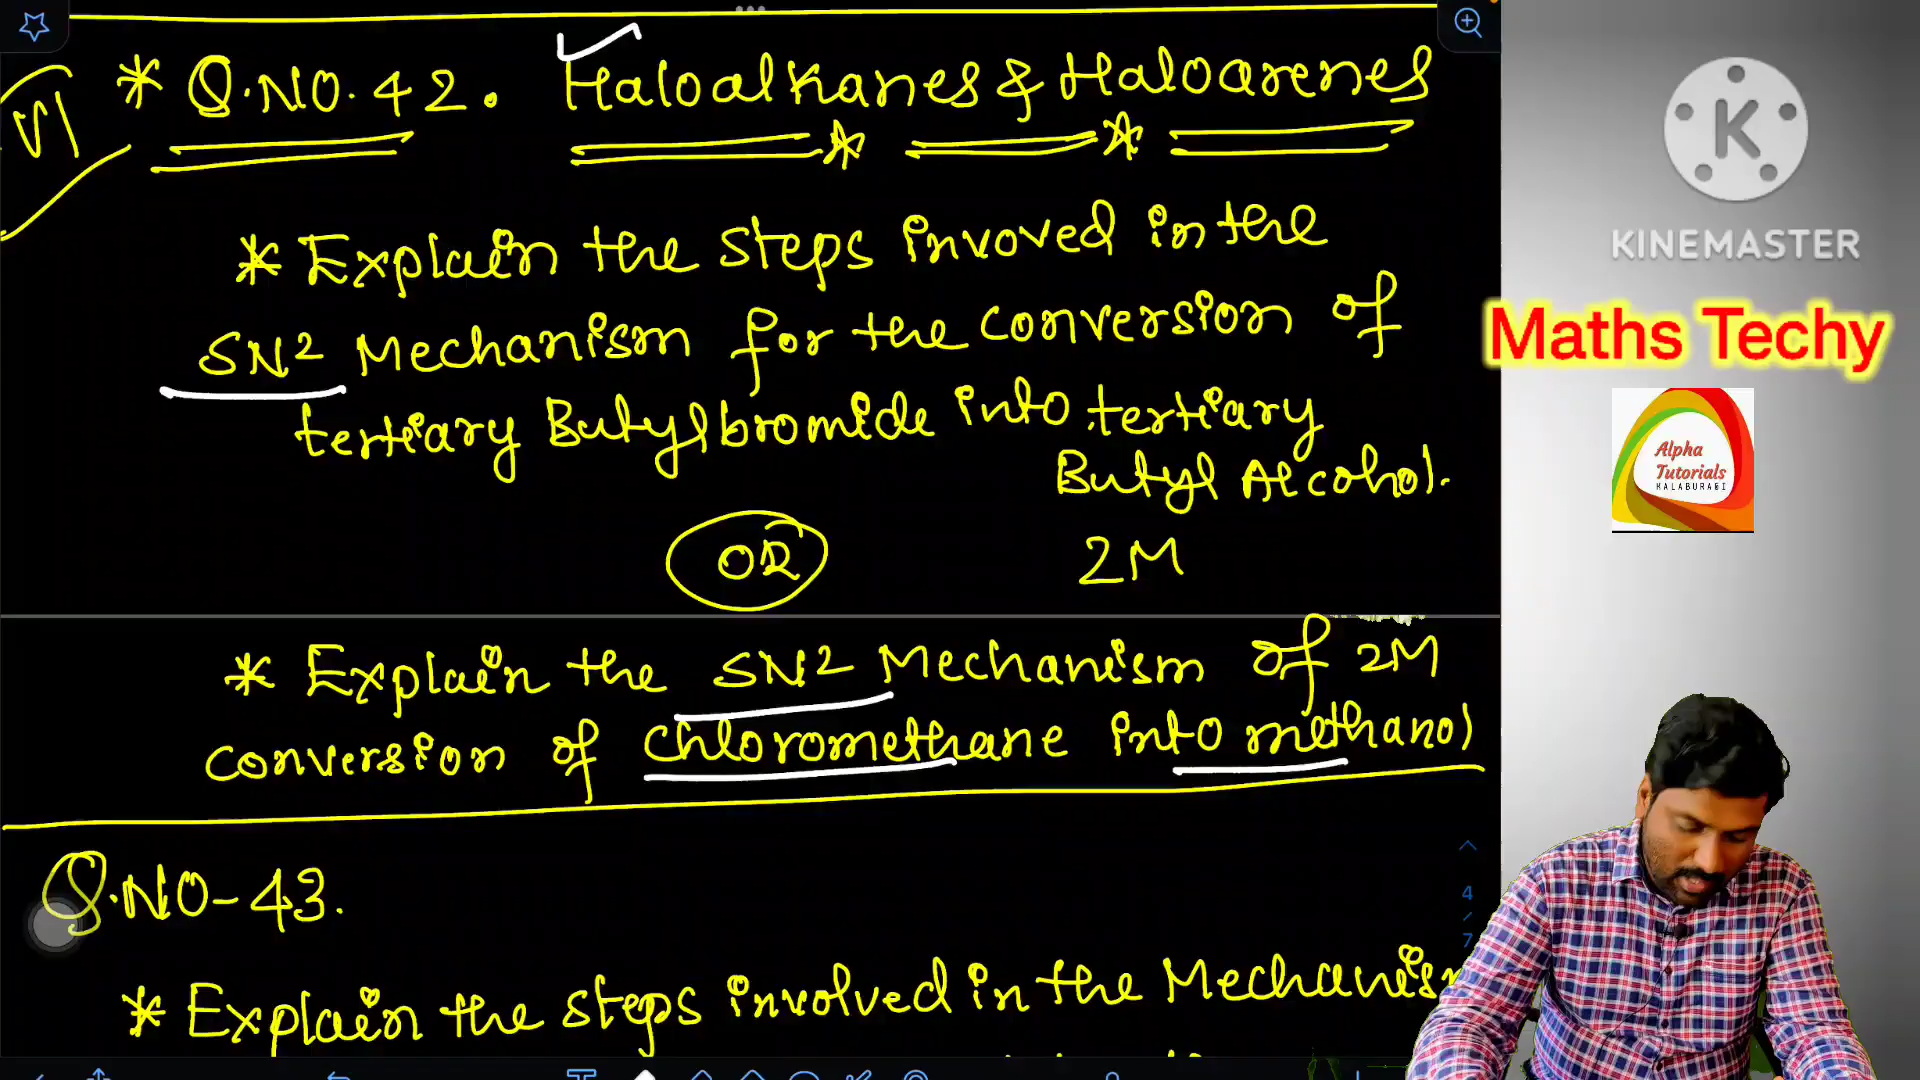 VI * Q.NO.42. Haloalkanes & Haloarenes
* Explain the steps invoved in the
SN2 Mechanism for the conversion of
tertiary Butylbromide into tertiary
Butyl Alcohol.
OR 2M
* Explain the SN2 Mechanism of 2M
conversion of chloromethane into methanol
Q.NO-43.
* Explain the steps involved in the Mechanism
K
KINEMASTER
Maths Techy
Alpha
Tutorials
KALABURAGI
4
/
7